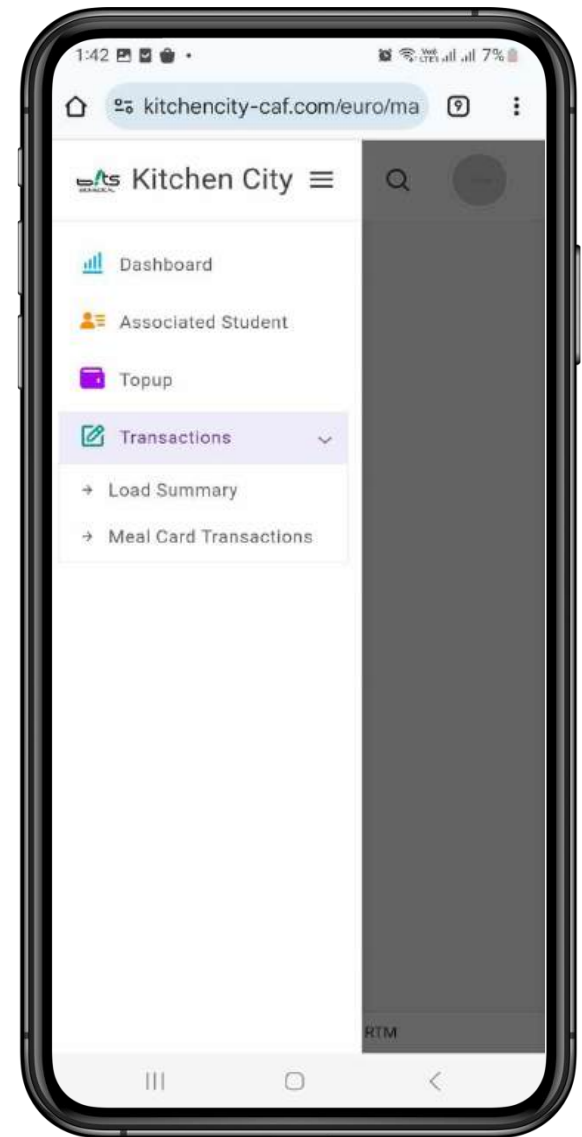 1:42 7%
kitchencity-caf.com/euro/ma 9
Kitchen City
Dashboard
Associated Student
Topup
Transactions
Load Summary
Meal Card Transactions
RTM